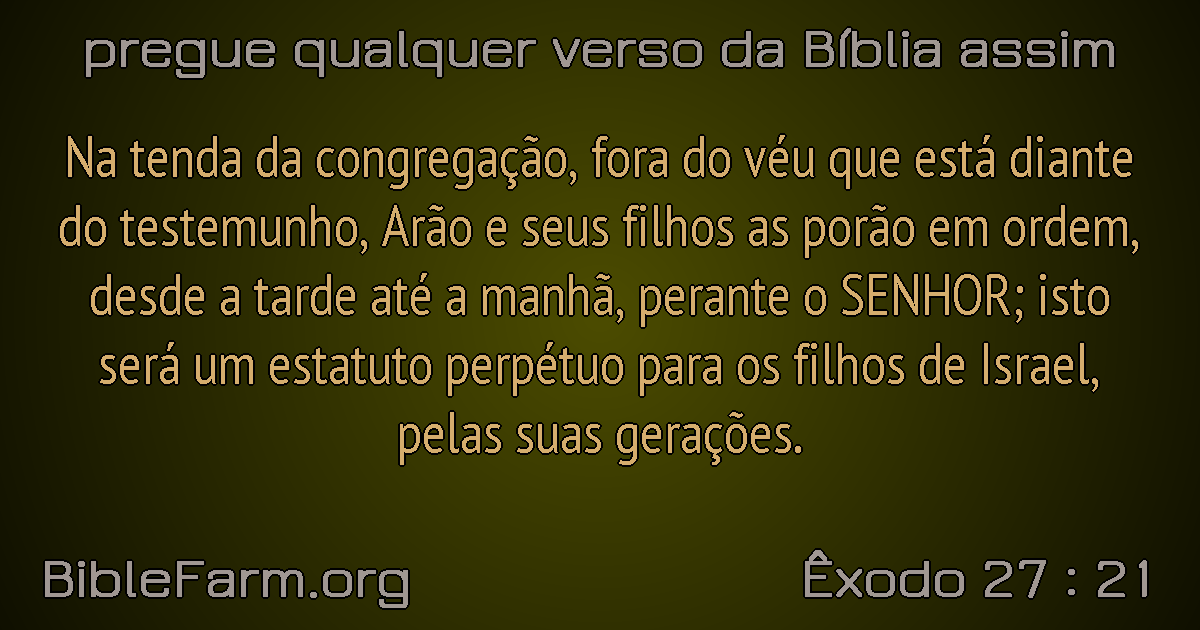 pregue qualquer verso da Bíblia assim
Na tenda da congregação, fora do véu que está diante
do testemunho, Arão e seus filhos as porão em ordem,
desde a tarde até a manhã, perante o SENHOR; isto
será um estatuto perpétuo para os filhos de Israel,
pelas suas gerações.
BibleFarm.org
Êxodo 27 : 21